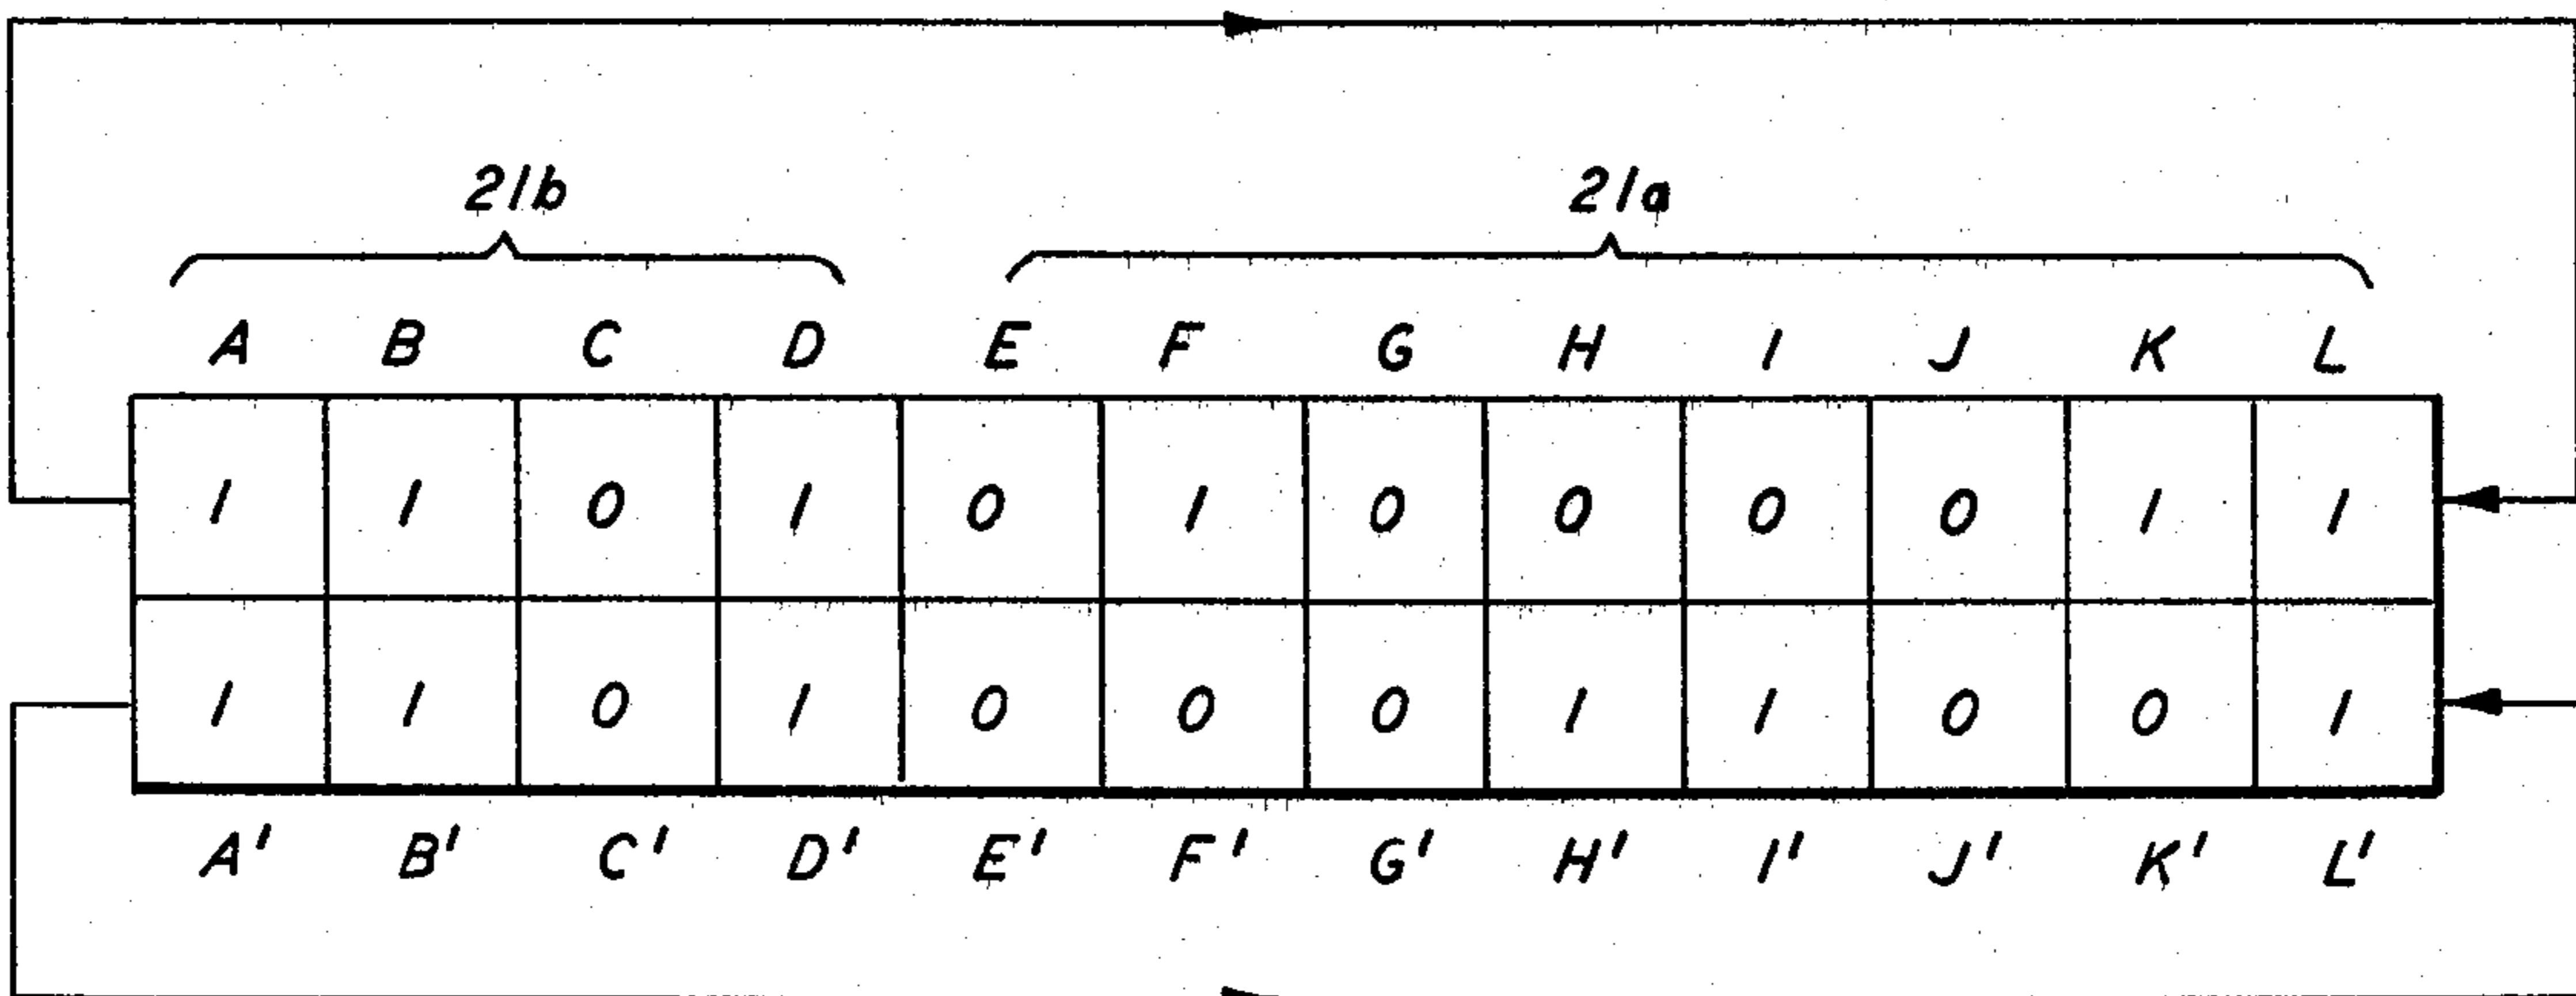 21b 21a
A B C D E F G H I J K L
1 1 0 1 0 1 0 0 0 0 1 1
1 1 0 1 0 0 0 1 1 0 0 1
A' B' C' D' E' F' G' H' I' J' K' L'